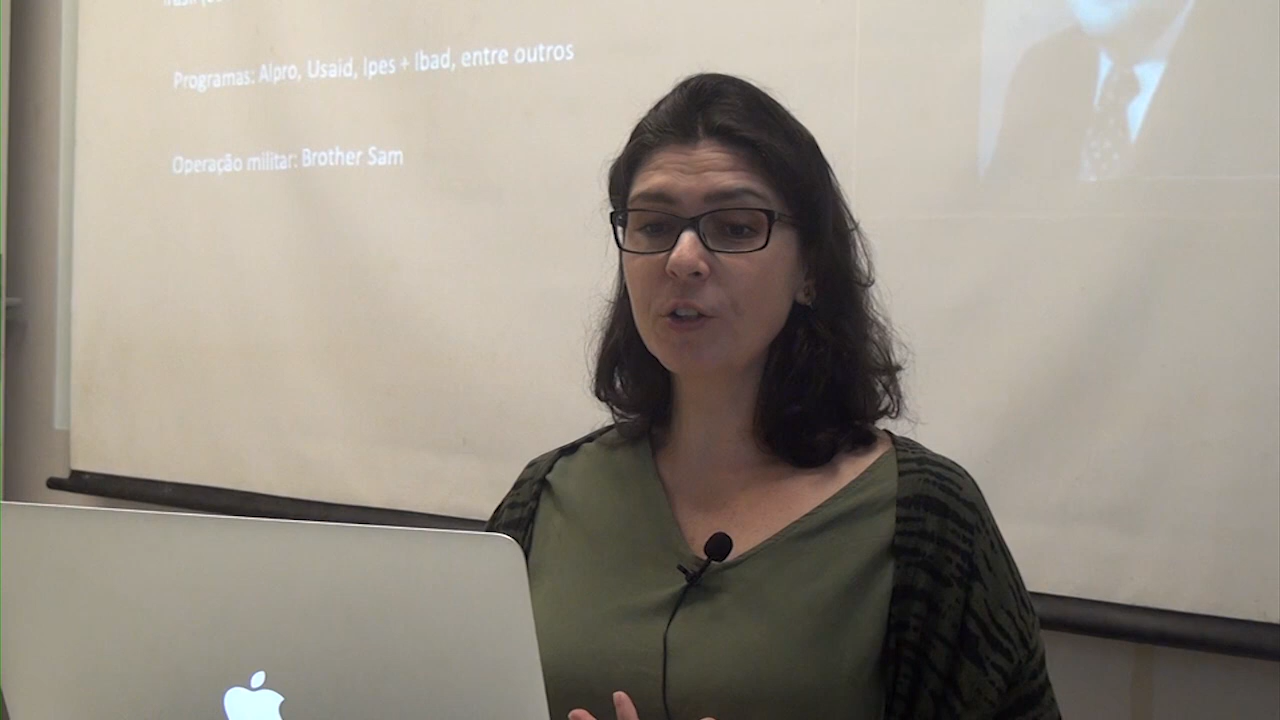 Programas: Alpro, Usaid, Ipes + Ibad, entre outros
Operação militar: Brother Sam